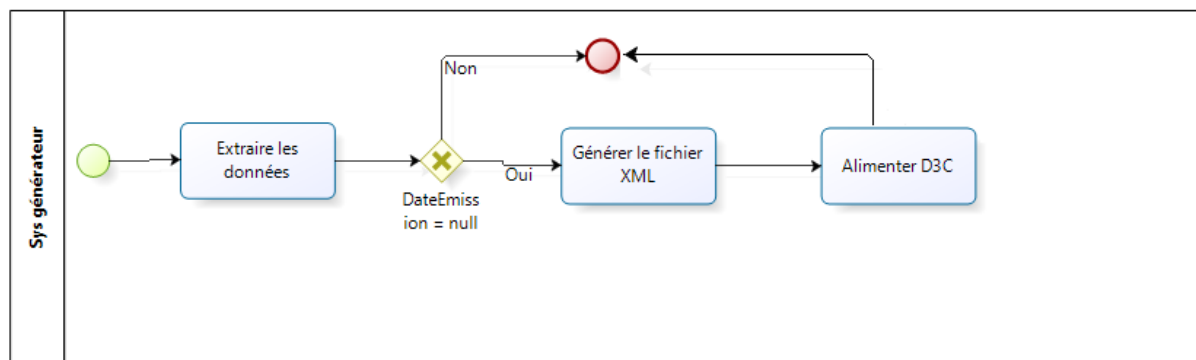 Sys générateur
Extraire les
données
Non
DateEmiss
ion = null
Oui
Générer le fichier
XML
Alimenter D3C